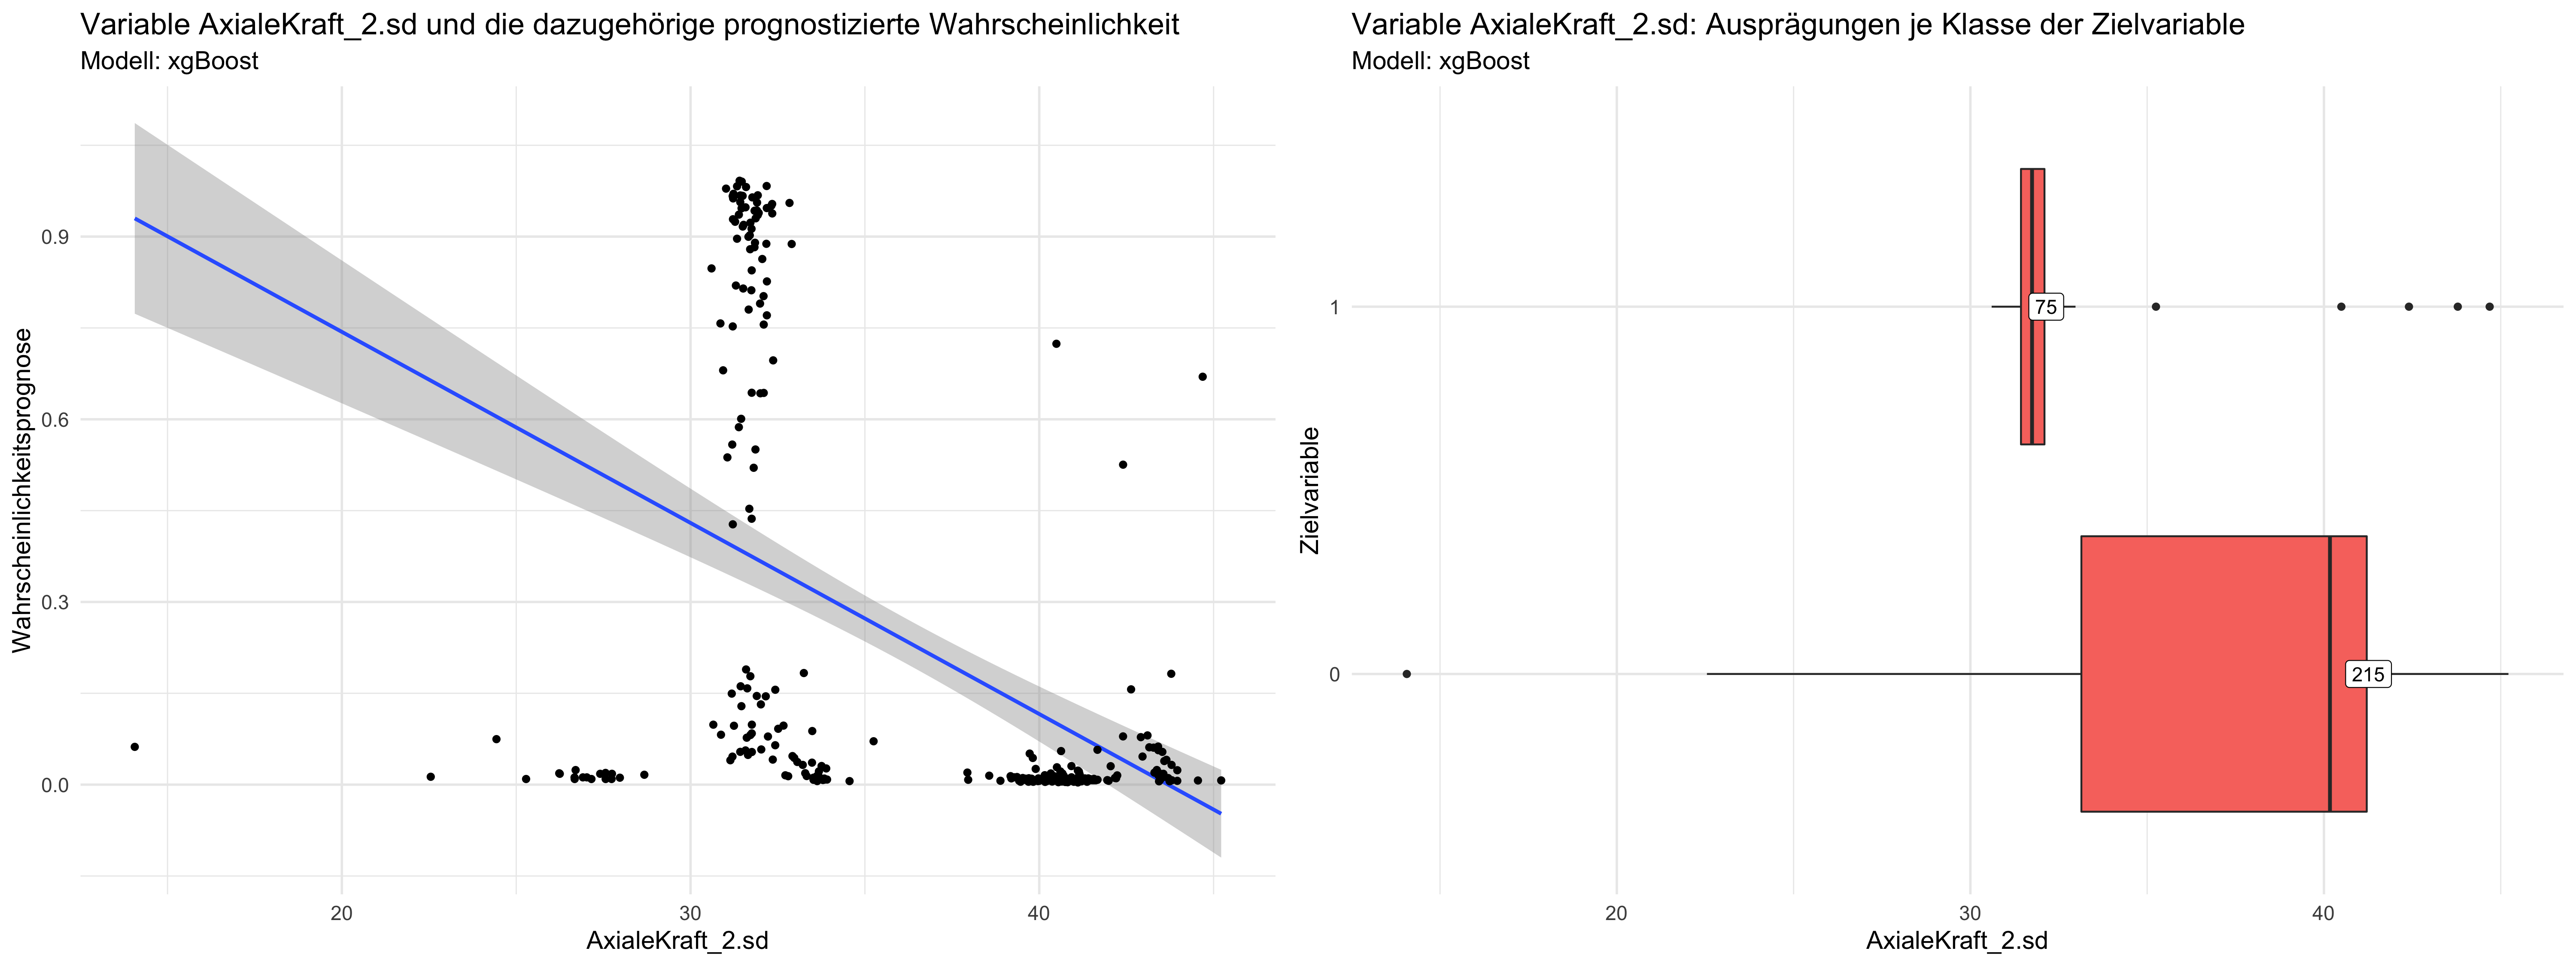 Variable AxialeKraft_2.sd und die dazugehörige prognostizierte Wahrscheinlichkeit
Modell: xgBoost
Wahrscheinlichkeitsprognose
0.9
0.6
0.3
0.0
20
30
40
AxialeKraft_2.sd
Variable AxialeKraft_2.sd: Ausprägungen je Klasse der Zielvariable
Modell: xgBoost
Zielvariable
1
75
0
215
20
30
40
AxialeKraft_2.sd